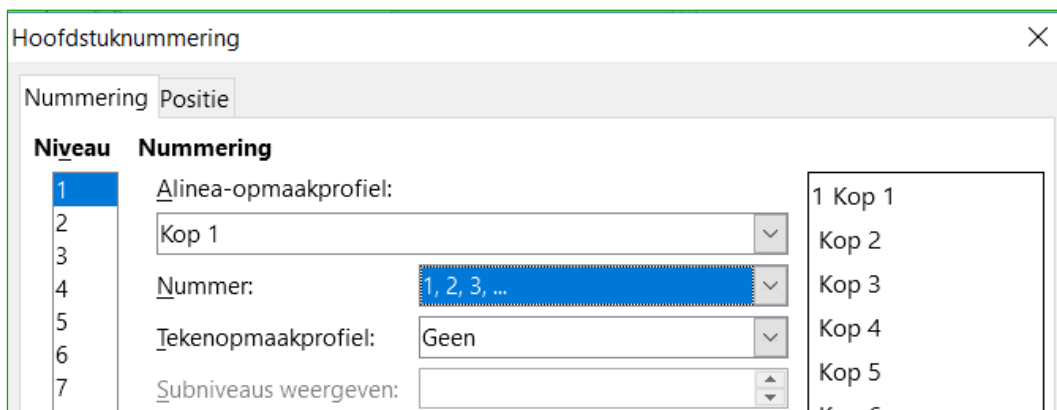 Hoofdstuknummering
Nummering Positie
Niveau Nummering
1
2
3
4
5
6
7
Alinea-opmaakprofiel:
Kop 1
Nummer: 1, 2, 3, ...
Tekenopmaakprofiel: Geen
Subniveaus weergeven:
1 Kop 1
Kop 2
Kop 3
Kop 4
Kop 5